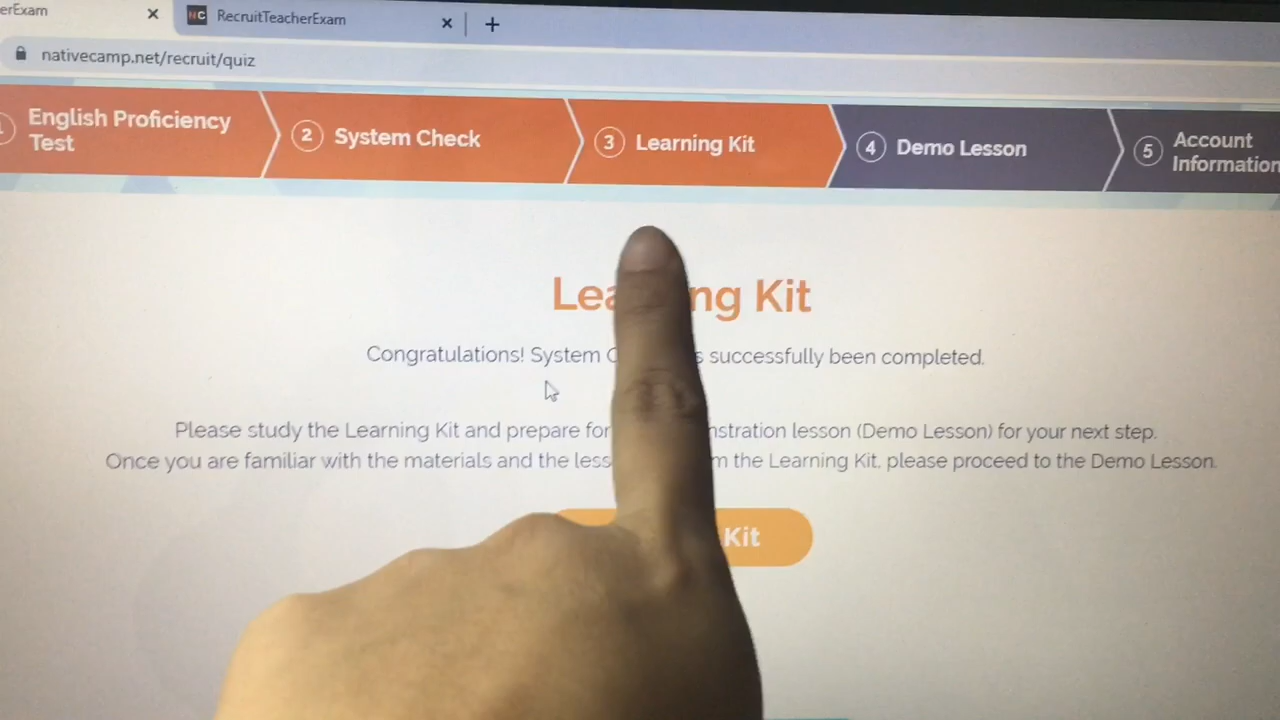 erExam
RecruitTeacherExam
nativecamp.net/recruit/quiz
English Proficiency
Test
2 System Check
3 Learning Kit
4 Demo Lesson
5 Account
Information
Lea ng Kit
Congratulations! System C s successfully been completed.
Please study the Learning Kit and prepare for nstration lesson (Demo Lesson) for your next step.
Once you are familiar with the materials and the less m the Learning Kit, please proceed to the Demo Lesson.
Kit